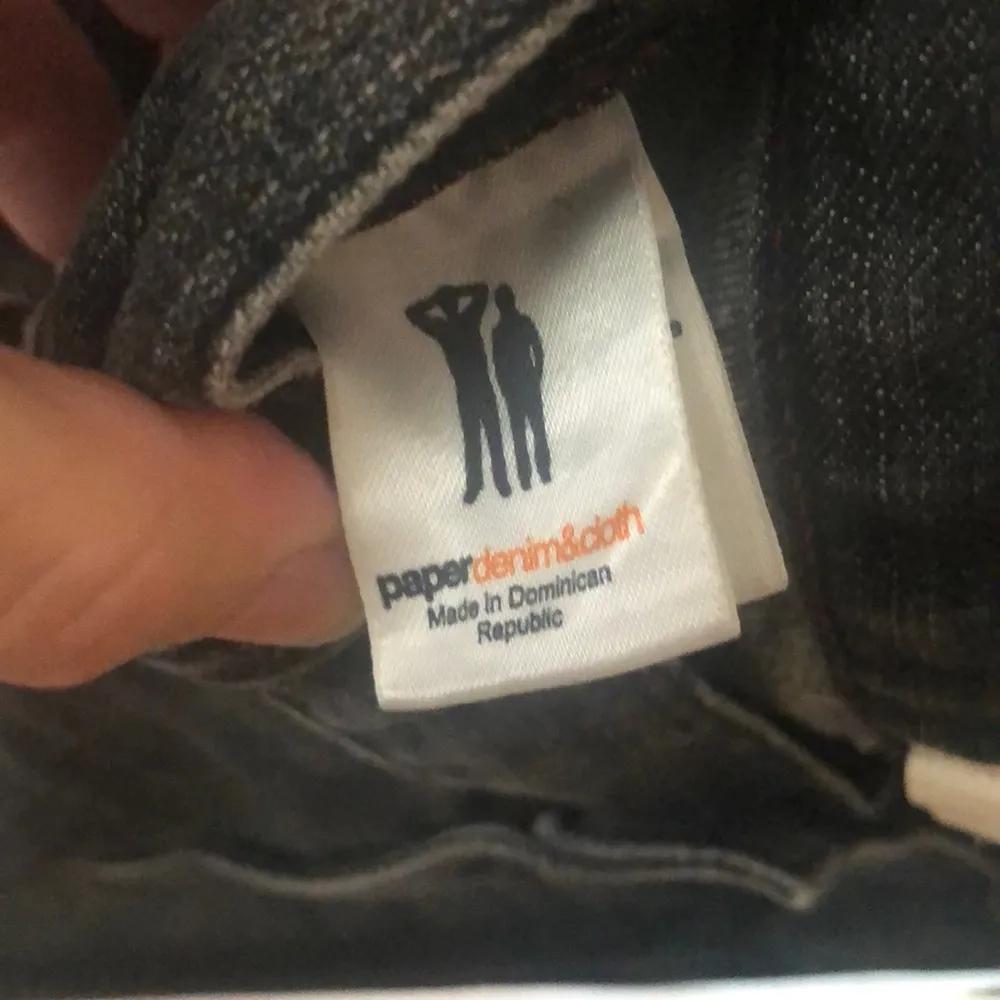 paperdenim&cloth
Made in Dominican
Republic